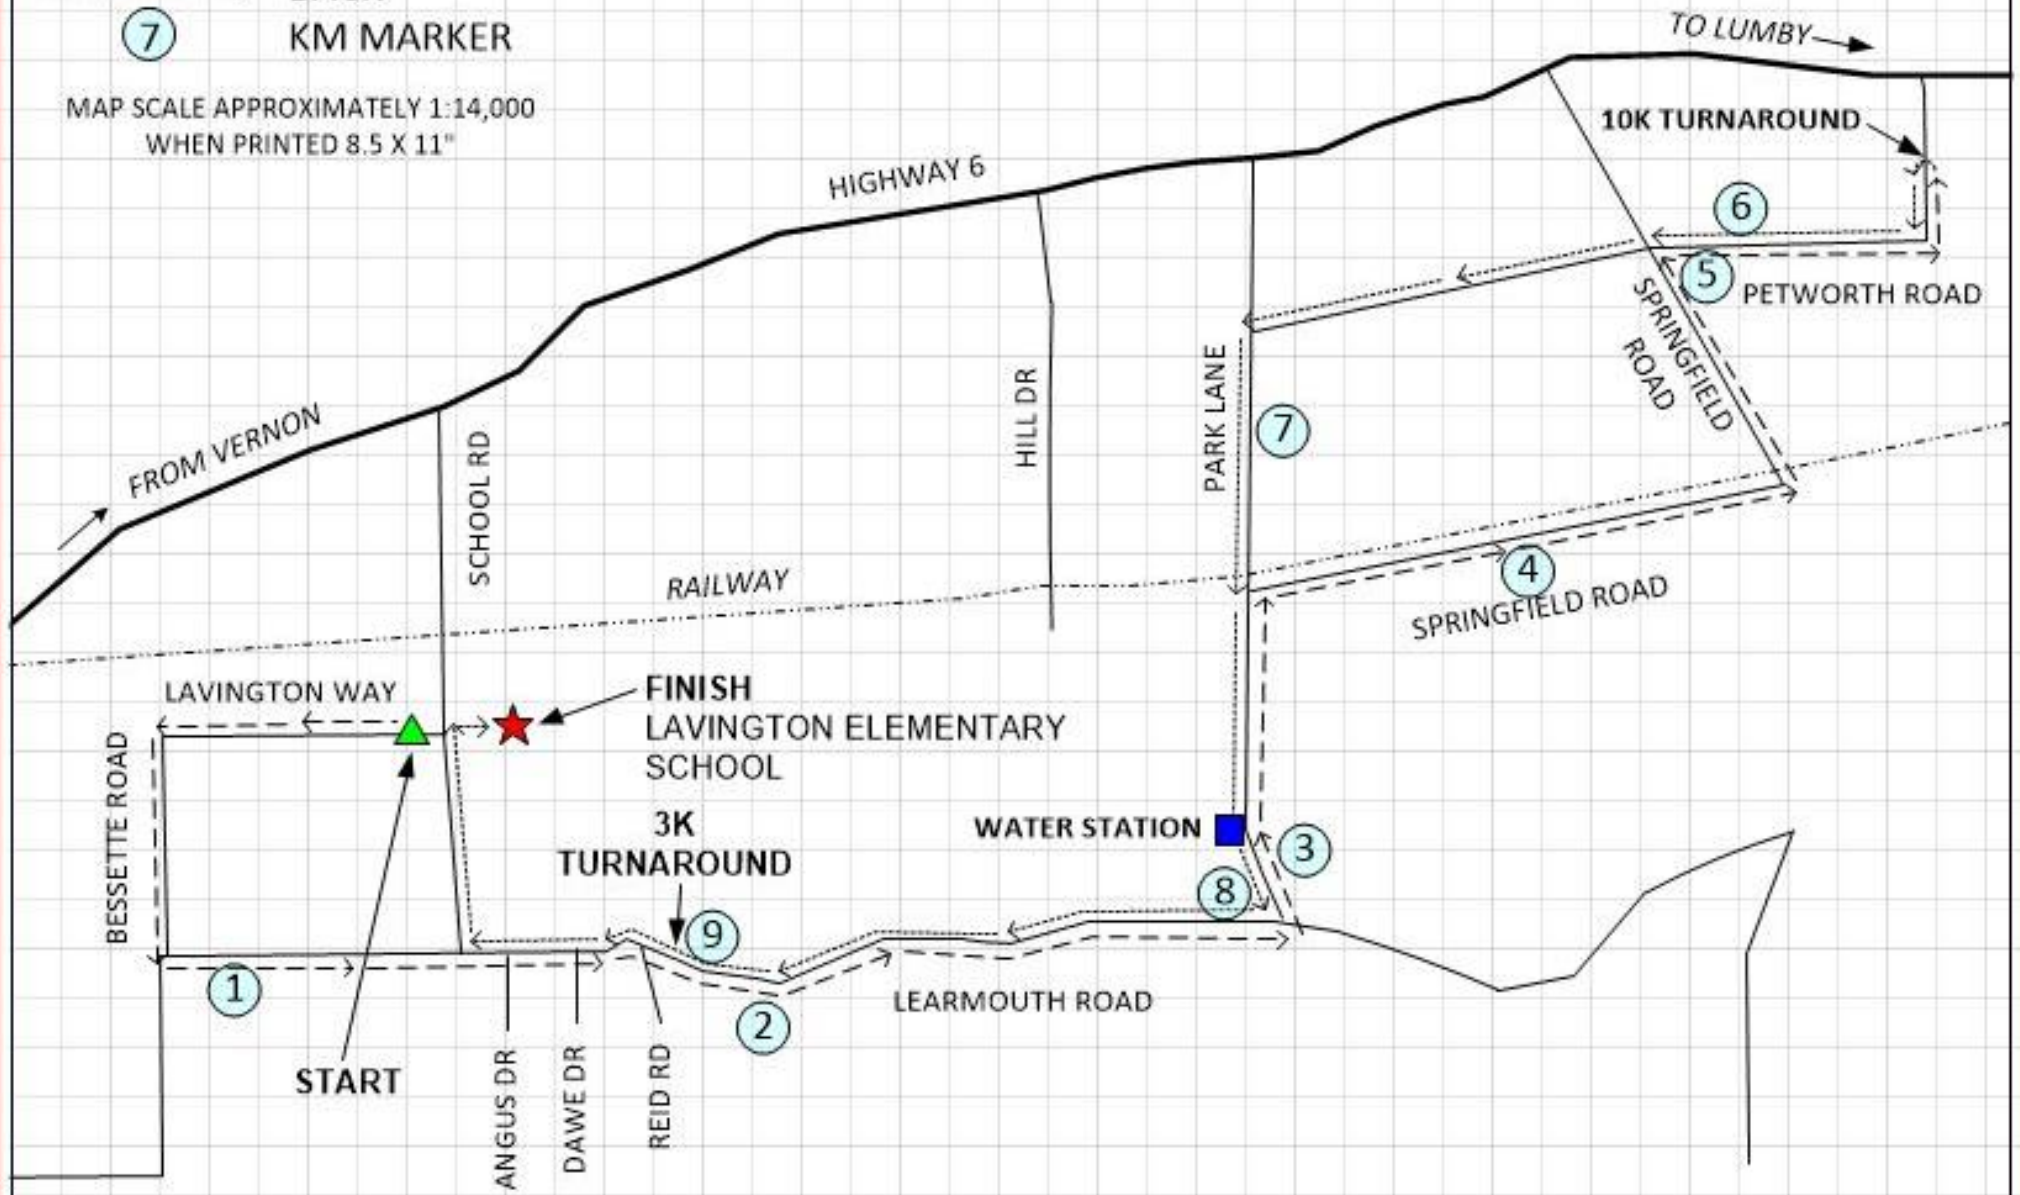 7 KM MARKER
MAP SCALE APPROXIMATELY 1:14,000
WHEN PRINTED 8.5 X 11"
TO LUMBY
10K TURNAROUND
HIGHWAY 6
6
5
PETWORTH ROAD
SPRINGFIELD
ROAD
FROM VERNON
SCHOOL RD
HILL DR
PARK LANE
7
RAILWAY
4
SPRINGFIELD ROAD
LAVINGTON WAY
FINISH
LAVINGTON ELEMENTARY
SCHOOL
BESSETTE ROAD
3K
TURNAROUND
WATER STATION
3
8
9
1
2
LEARMOUTH ROAD
START
ANGUS DR
DAWE DR
REID RD